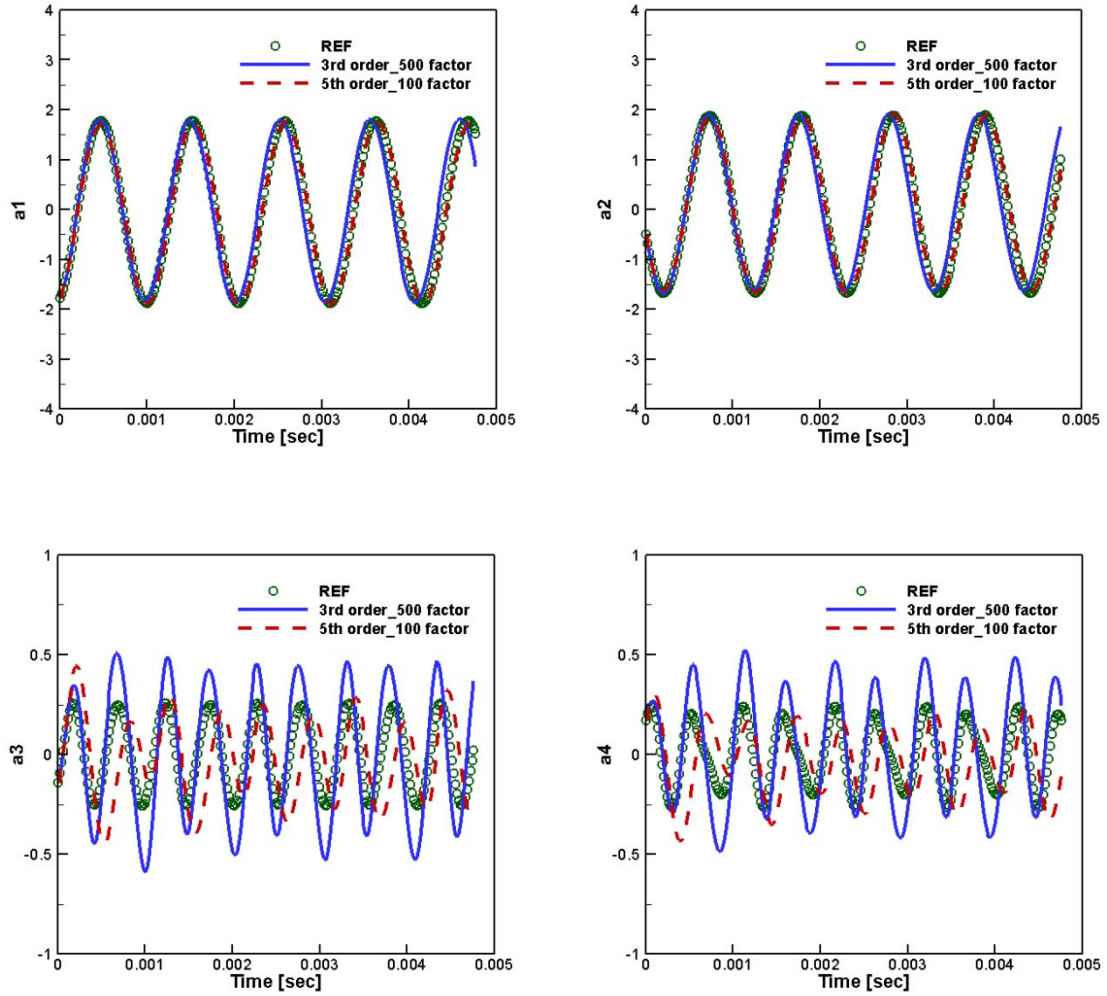 4
3
2
1
0
-1
-2
-3
-4
a1
REF
3rd order_500 factor
5th order_100 factor
0
0.001
0.002
0.003
0.004
0.005
Time [sec]
4
3
2
1
0
-1
-2
-3
-4
a2
REF
3rd order_500 factor
5th order_100 factor
0
0.001
0.002
0.003
0.004
0.005
Time [sec]
1
0.5
0
-0.5
-1
a3
REF
3rd order_500 factor
5th order_100 factor
0
0.001
0.002
0.003
0.004
0.005
Time [sec]
1
0.5
0
-0.5
-1
a4
REF
3rd order_500 factor
5th order_100 factor
0
0.001
0.002
0.003
0.004
0.005
Time [sec]